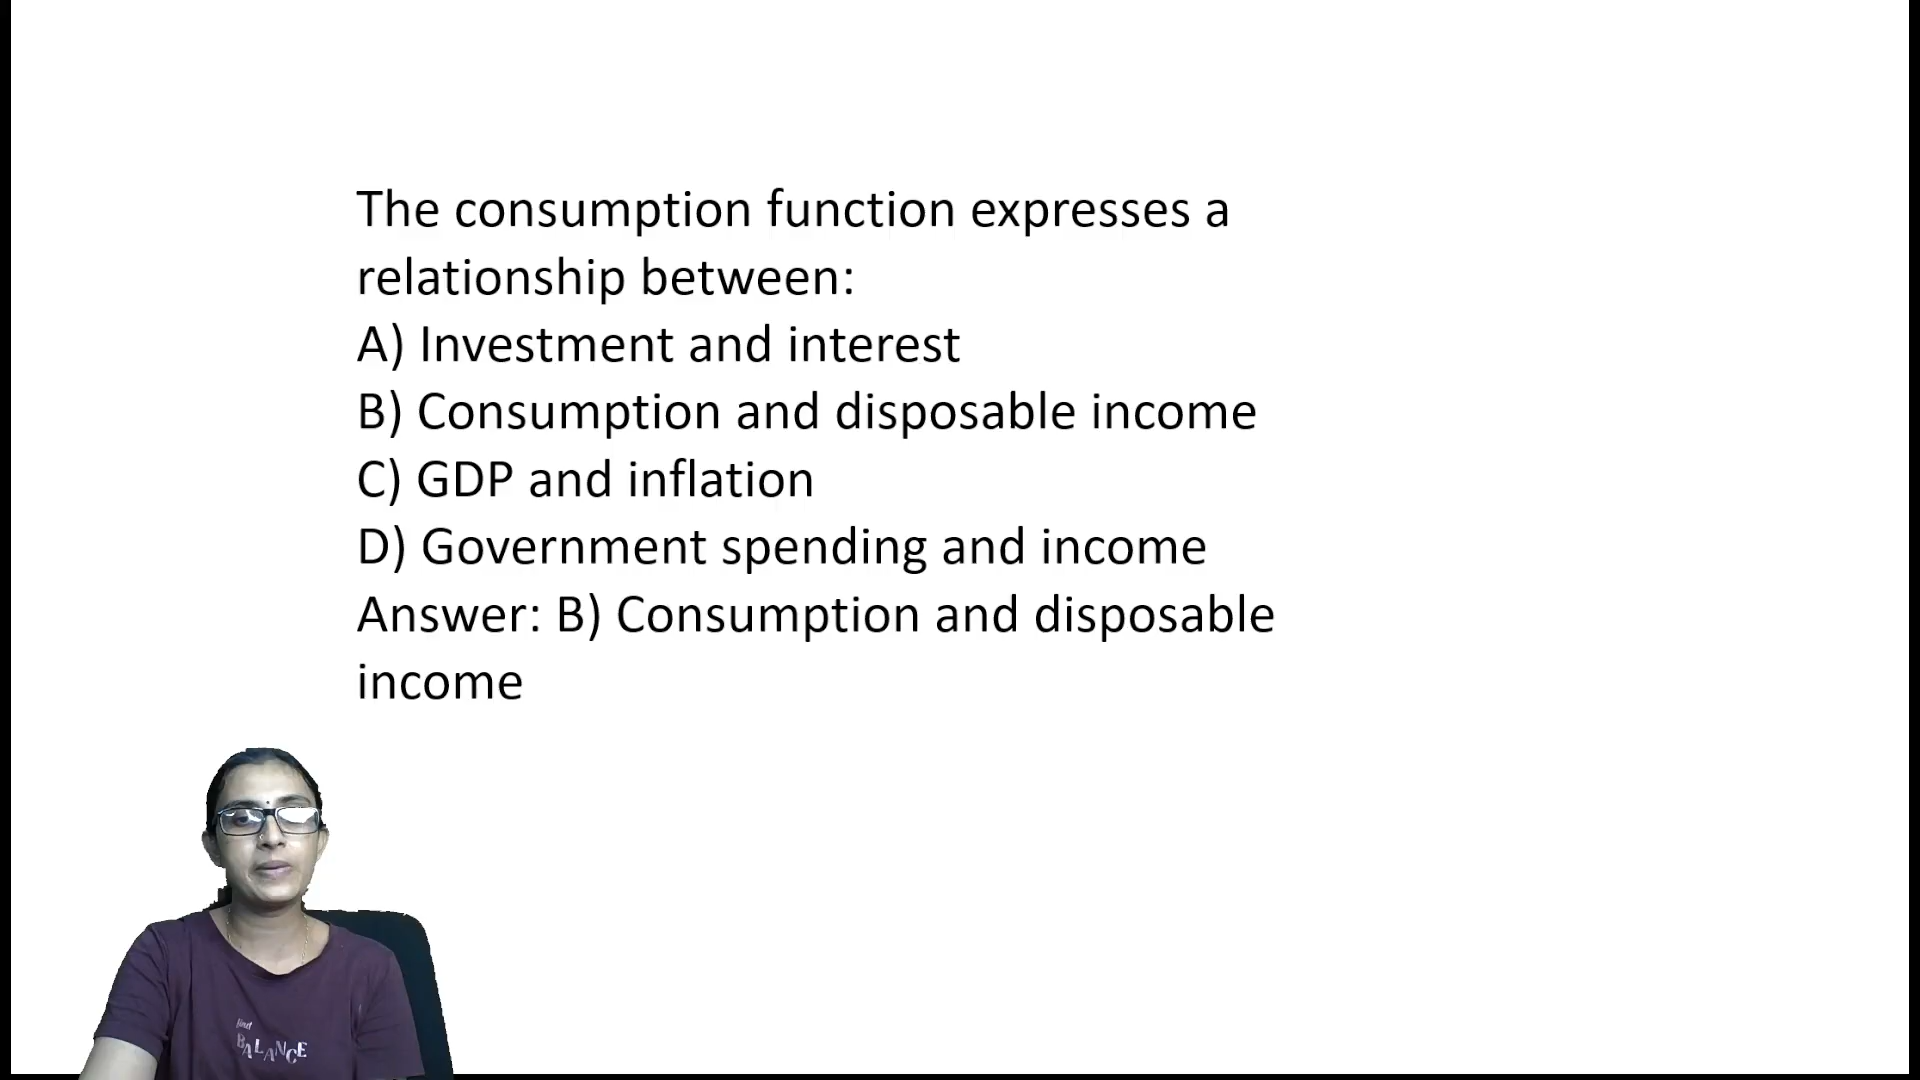 The consumption function expresses a
relationship between:
A) Investment and interest
B) Consumption and disposable income
C) GDP and inflation
D) Government spending and income
Answer: B) Consumption and disposable
income
find
BALANCE